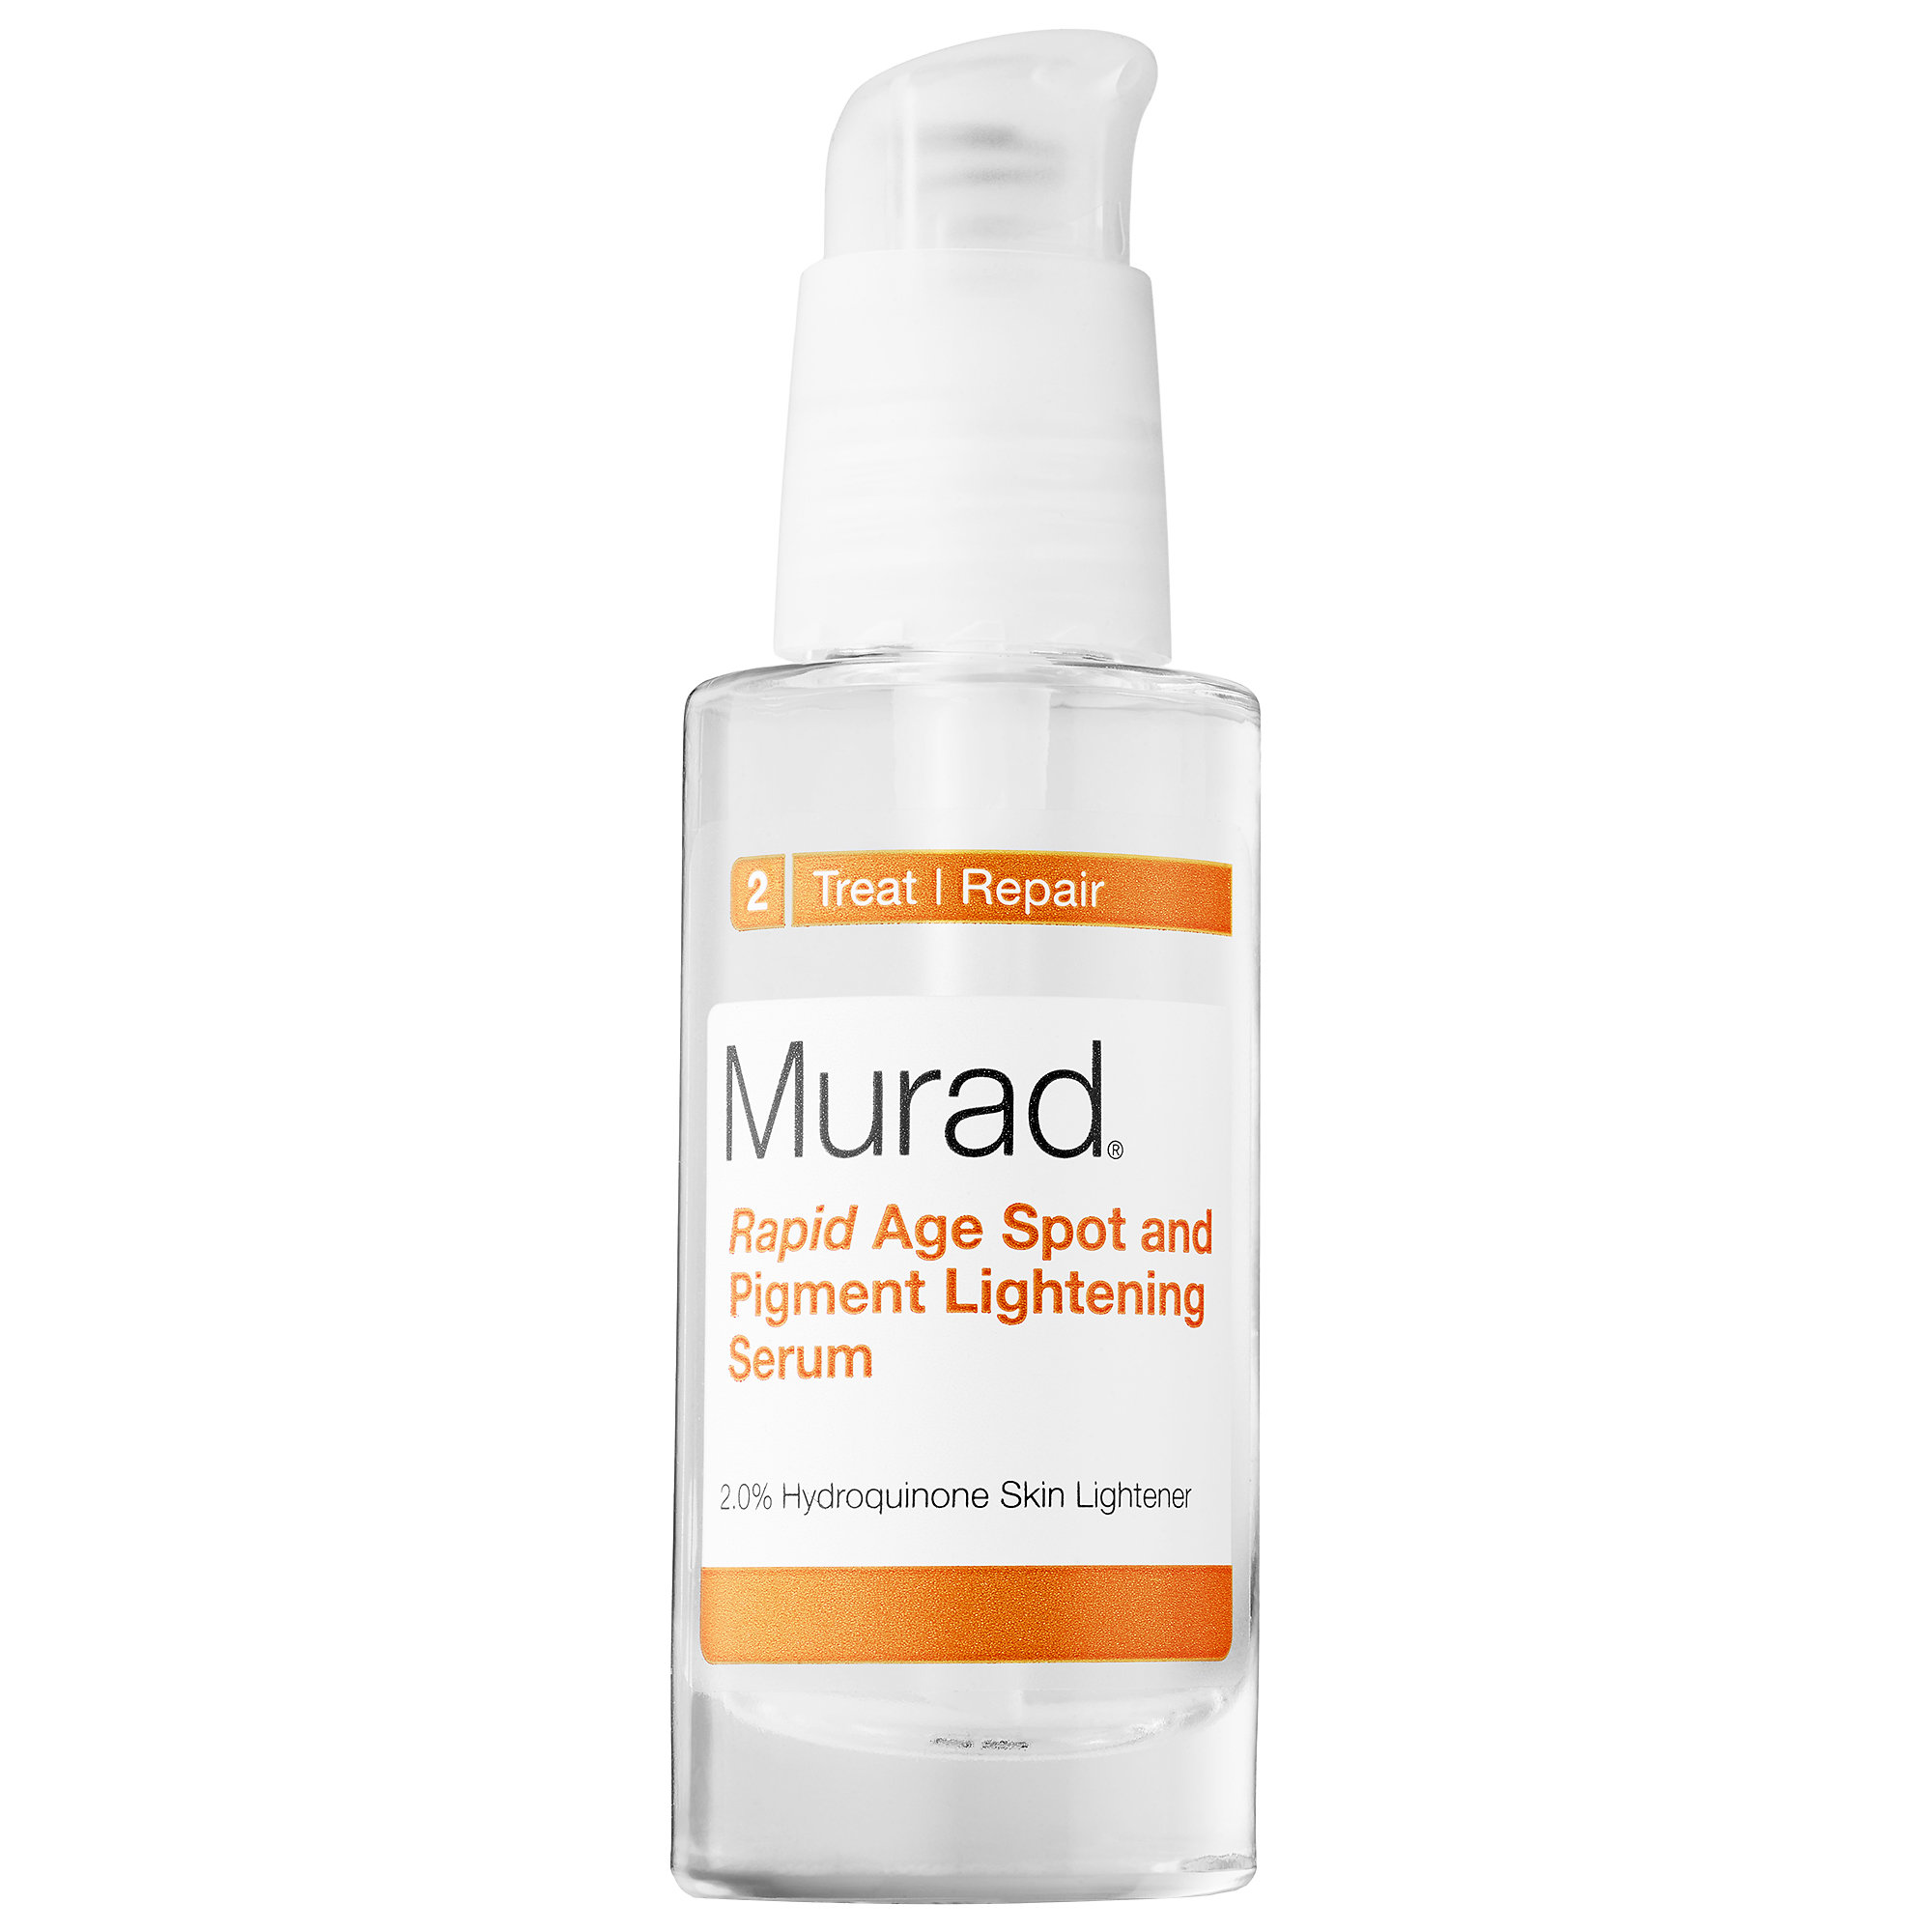 2 Treat | Repair
Murad®
Rapid Age Spot and
Pigment Lightening
Serum
2.0% Hydroquinone Skin Lightener